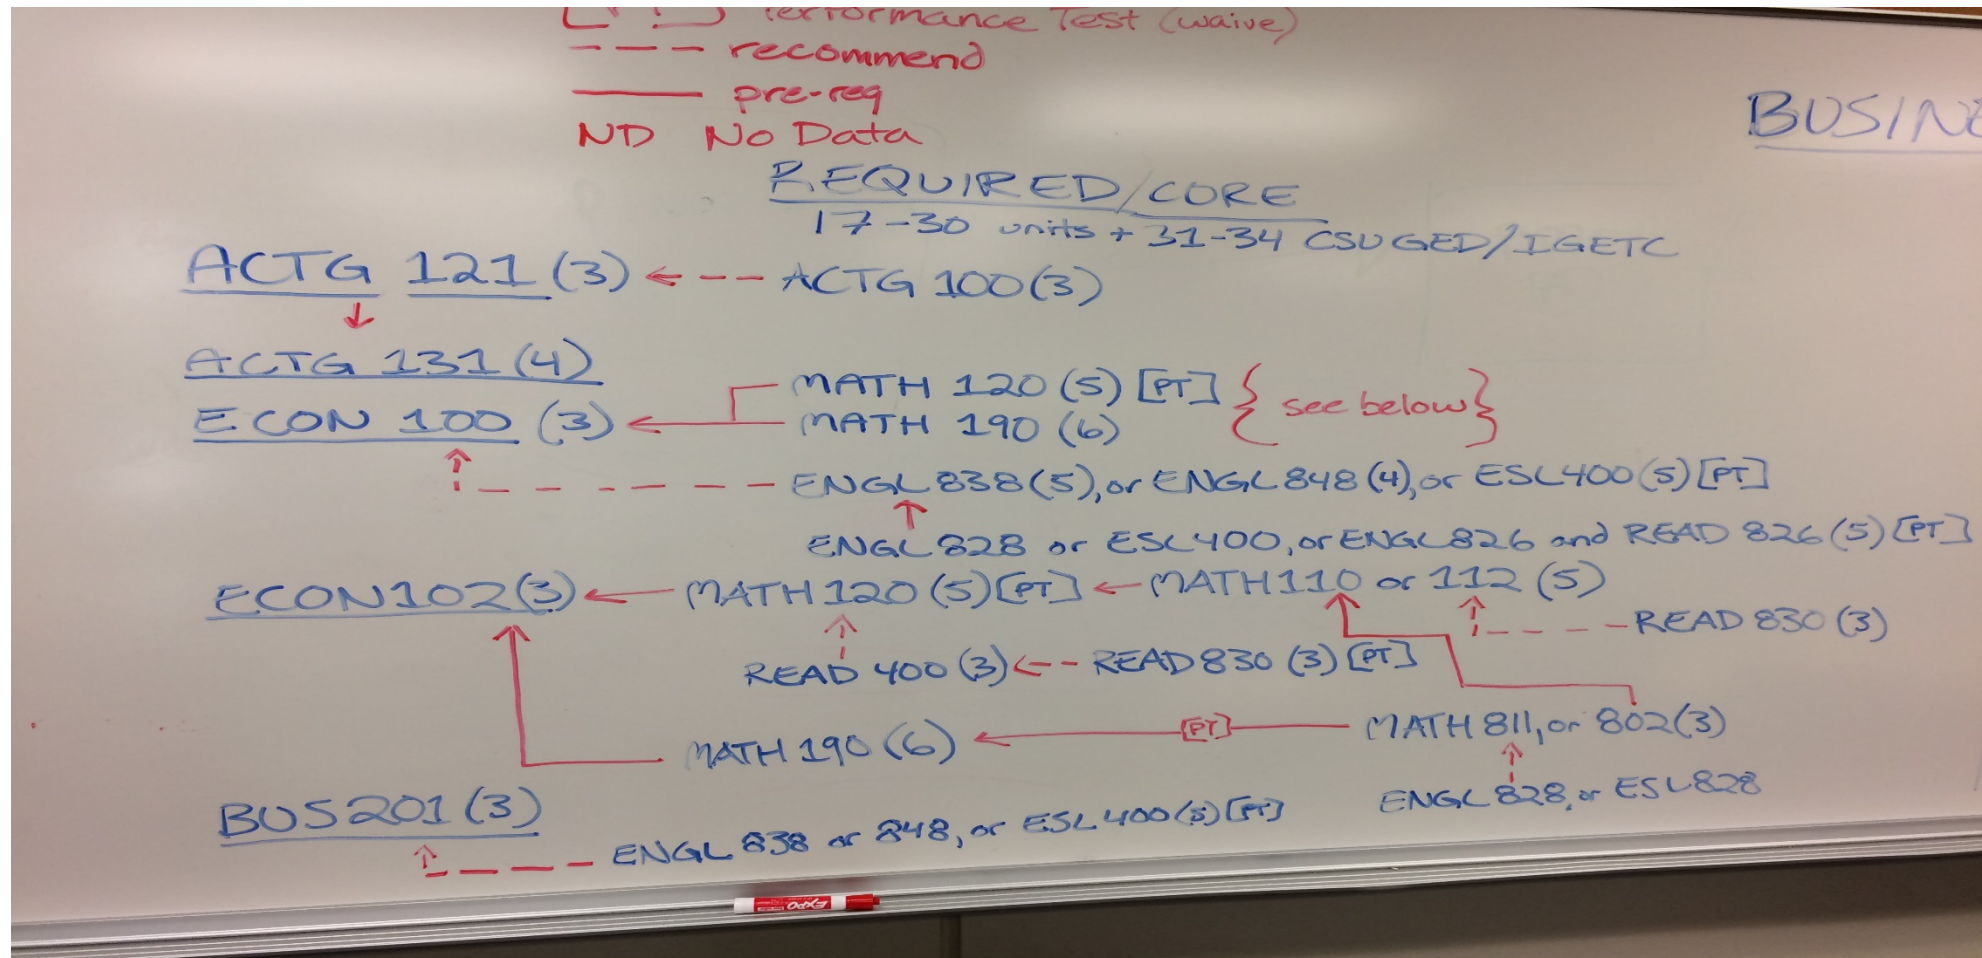 [PT] Performance Test (waive)
--- recommend
—— pre-req
ND No Data
BUSINE
REQUIRED/CORE
17-30 units + 31-34 CSUGED/IGETC
ACTG 121 (3) ← --- ACTG 100 (3)
↓
ACTG 131 (4)
MATH 120 (5) [PT] { see below }
ECON 100 (3) ← MATH 190 (6)
ENGL 838 (5), or ENGL 848 (4), or ESL 400 (5) [PT]
ENGL 828 or ESL 400, or ENGL 826 and READ 826 (5) [PT]
ECON 102 (3) ← MATH 120 (5) [PT] ← MATH 110 or 112 (5)
READ 830 (3)
READ 400 (3) ← -- READ 830 (3) [PT]
MATH 190 (6) ← [PT] — MATH 811, or 802 (3)
ENGL 828, or ESL 828
BUS 201 (3)
ENGL 838 or 848, or ESL 400 (5) [PT]
EXPO